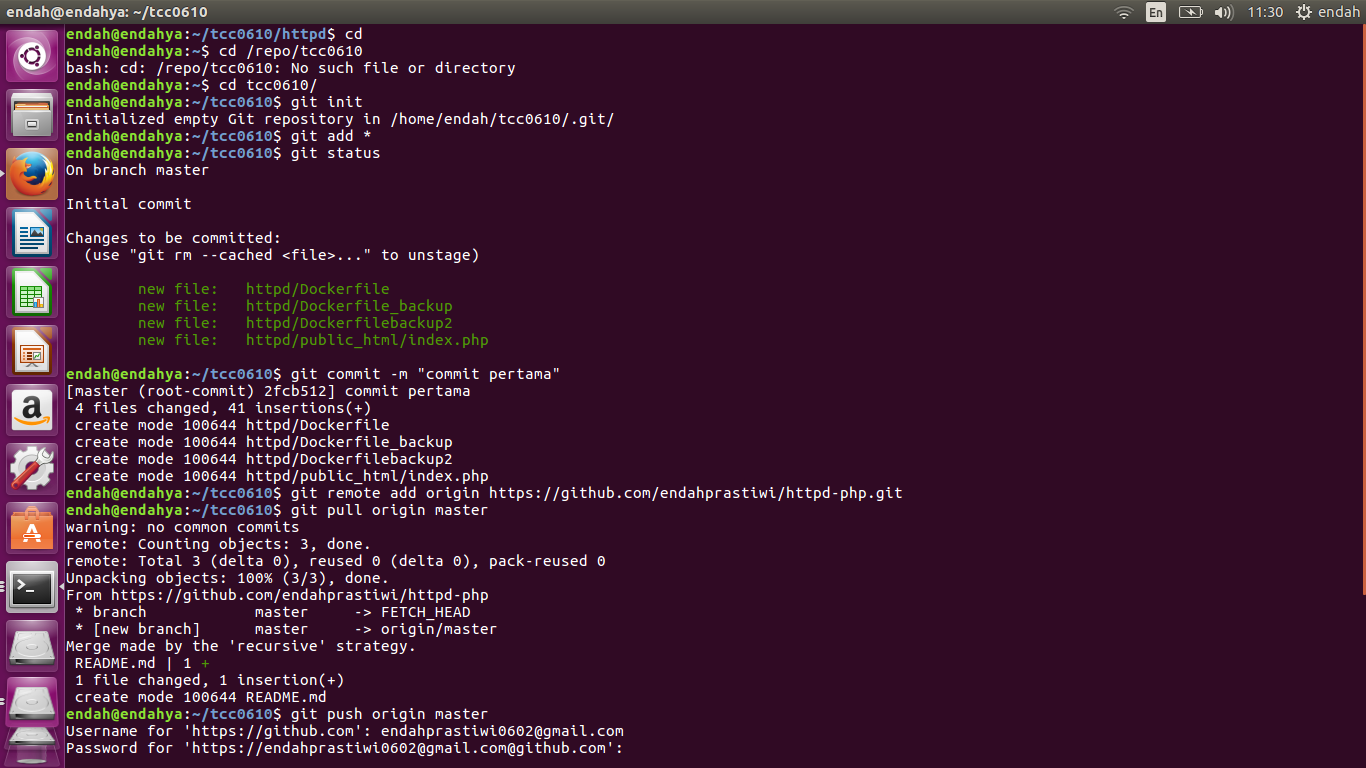 endah@endahya: ~/tcc0610
En
11:30
endah
endah@endahya:~/tcc0610/httpd$ cd
endah@endahya:~$ cd /repo/tcc0610
bash: cd: /repo/tcc0610: No such file or directory
endah@endahya:~$ cd tcc0610/
endah@endahya:~/tcc0610$ git init
Initialized empty Git repository in /home/endah/tcc0610/.git/
endah@endahya:~/tcc0610$ git add *
endah@endahya:~/tcc0610$ git status
On branch master
Initial commit
Changes to be committed:
  (use "git rm --cached <file>..." to unstage)
        new file:   httpd/Dockerfile
        new file:   httpd/Dockerfile_backup
        new file:   httpd/Dockerfilebackup2
        new file:   httpd/public_html/index.php
endah@endahya:~/tcc0610$ git commit -m "commit pertama"
[master (root-commit) 2fcb512] commit pertama
 4 files changed, 41 insertions(+)
 create mode 100644 httpd/Dockerfile
 create mode 100644 httpd/Dockerfile_backup
 create mode 100644 httpd/Dockerfilebackup2
 create mode 100644 httpd/public_html/index.php
endah@endahya:~/tcc0610$ git remote add origin https://github.com/endahprastiwi/httpd-php.git
endah@endahya:~/tcc0610$ git pull origin master
warning: no common commits
remote: Counting objects: 3, done.
remote: Total 3 (delta 0), reused 0 (delta 0), pack-reused 0
Unpacking objects: 100% (3/3), done.
From https://github.com/endahprastiwi/httpd-php
 * branch            master     -> FETCH_HEAD
 * [new branch]      master     -> origin/master
Merge made by the 'recursive' strategy.
 README.md | 1 +
 1 file changed, 1 insertion(+)
 create mode 100644 README.md
endah@endahya:~/tcc0610$ git push origin master
Username for 'https://github.com': endahprastiwi0602@gmail.com
Password for 'https://endahprastiwi0602@gmail.com@github.com':